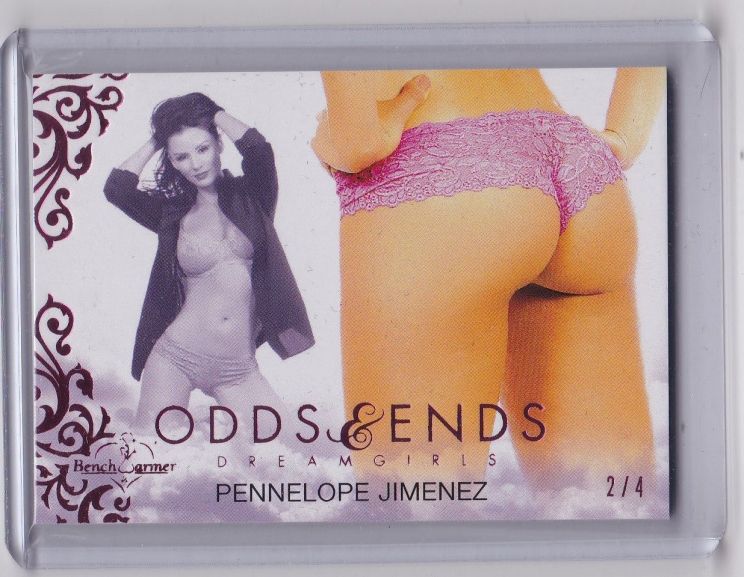 ODDS & ENDS
DREAMGIRLS
BenchWarmer
PENNELOPE JIMENEZ
2/4